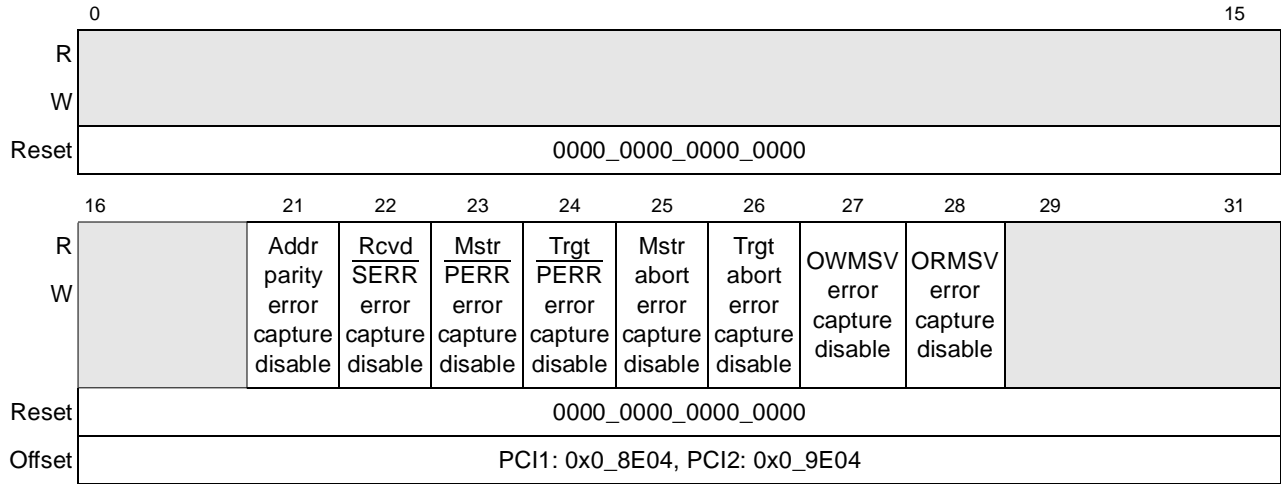 0 15
R
W
Reset 0000_0000_0000_0000
16 21 22 23 24 25 26 27 28 29 31
R
W
Addr
parity
error
capture
disable
Rcvd
SERR
error
capture
disable
Mstr
PERR
error
capture
disable
Trgt
PERR
error
capture
disable
Mstr
abort
error
capture
disable
Trgt
abort
error
capture
disable
OWMSV
error
capture
disable
ORMSV
error
capture
disable
Reset 0000_0000_0000_0000
Offset PCI1: 0x0_8E04, PCI2: 0x0_9E04